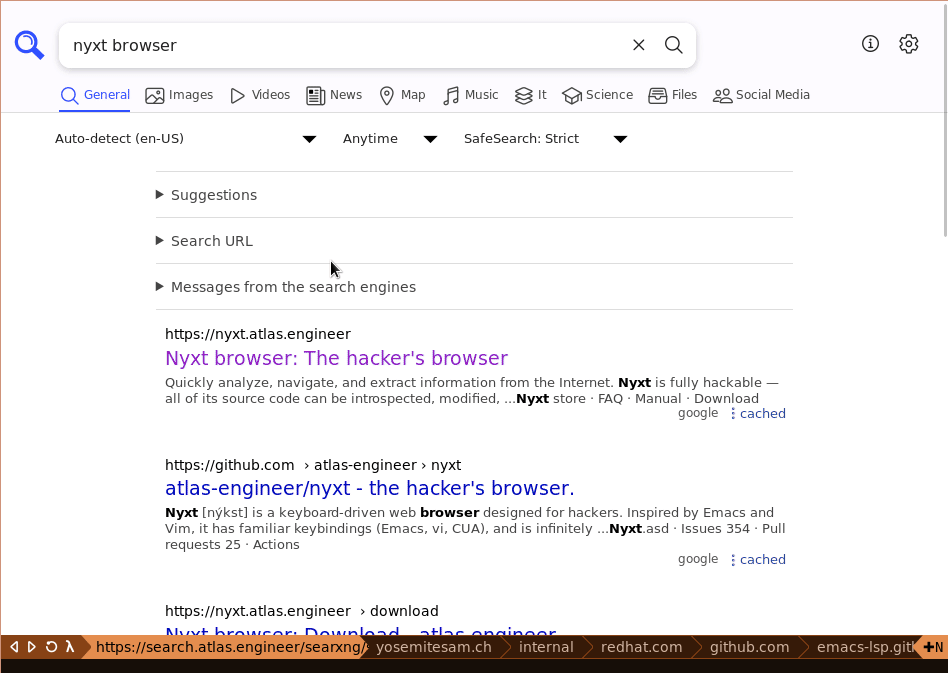 nyxt browser
General Images Videos News Map Music It Science Files Social Media
Auto-detect (en-US) Anytime SafeSearch: Strict
Suggestions
Search URL
Messages from the search engines
https://nyxt.atlas.engineer
Nyxt browser: The hacker's browser
Quickly analyze, navigate, and extract information from the Internet. Nyxt is fully hackable —
all of its source code can be introspected, modified, ...Nyxt store · FAQ · Manual · Download
google cached
https://github.com › atlas-engineer › nyxt
atlas-engineer/nyxt - the hacker's browser.
Nyxt [nýkst] is a keyboard-driven web browser designed for hackers. Inspired by Emacs and
Vim, it has familiar keybindings (Emacs, vi, CUA), and is infinitely ...Nyxt.asd · Issues 354 · Pull
requests 25 · Actions
google cached
https://nyxt.atlas.engineer › download
Nyxt browser: Download - atlas.engineer
λ https://search.atlas.engineer/searxng/ yosemitesam.ch internal redhat.com github.com emacs-lsp.gitl +N